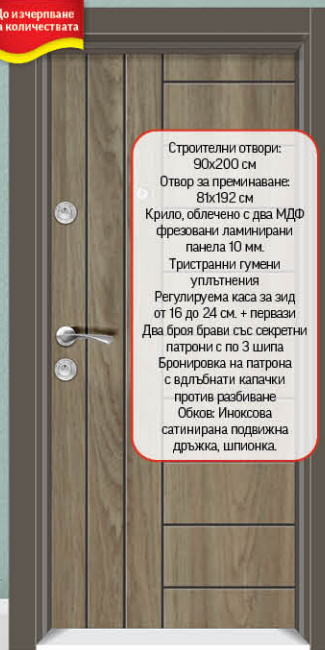 До изчерпване
на количествата
Строителни отвори:
90x200 см
Отвор за преминаване:
81x192 см
Крило, облечено с два МДФ
фрезовани ламинирани
панела 10 мм.
Тристранни гумени
уплътнения
Регулируема каса за зид
от 16 до 24 см. + первази
Два броя брави със секретни
патрони с по 3 шипа
Бронировка на патрона
с вдлъбнати капачки
против разбиване
Обков: Иноксова
сатинирана подвижна
дръжка, шпионка.